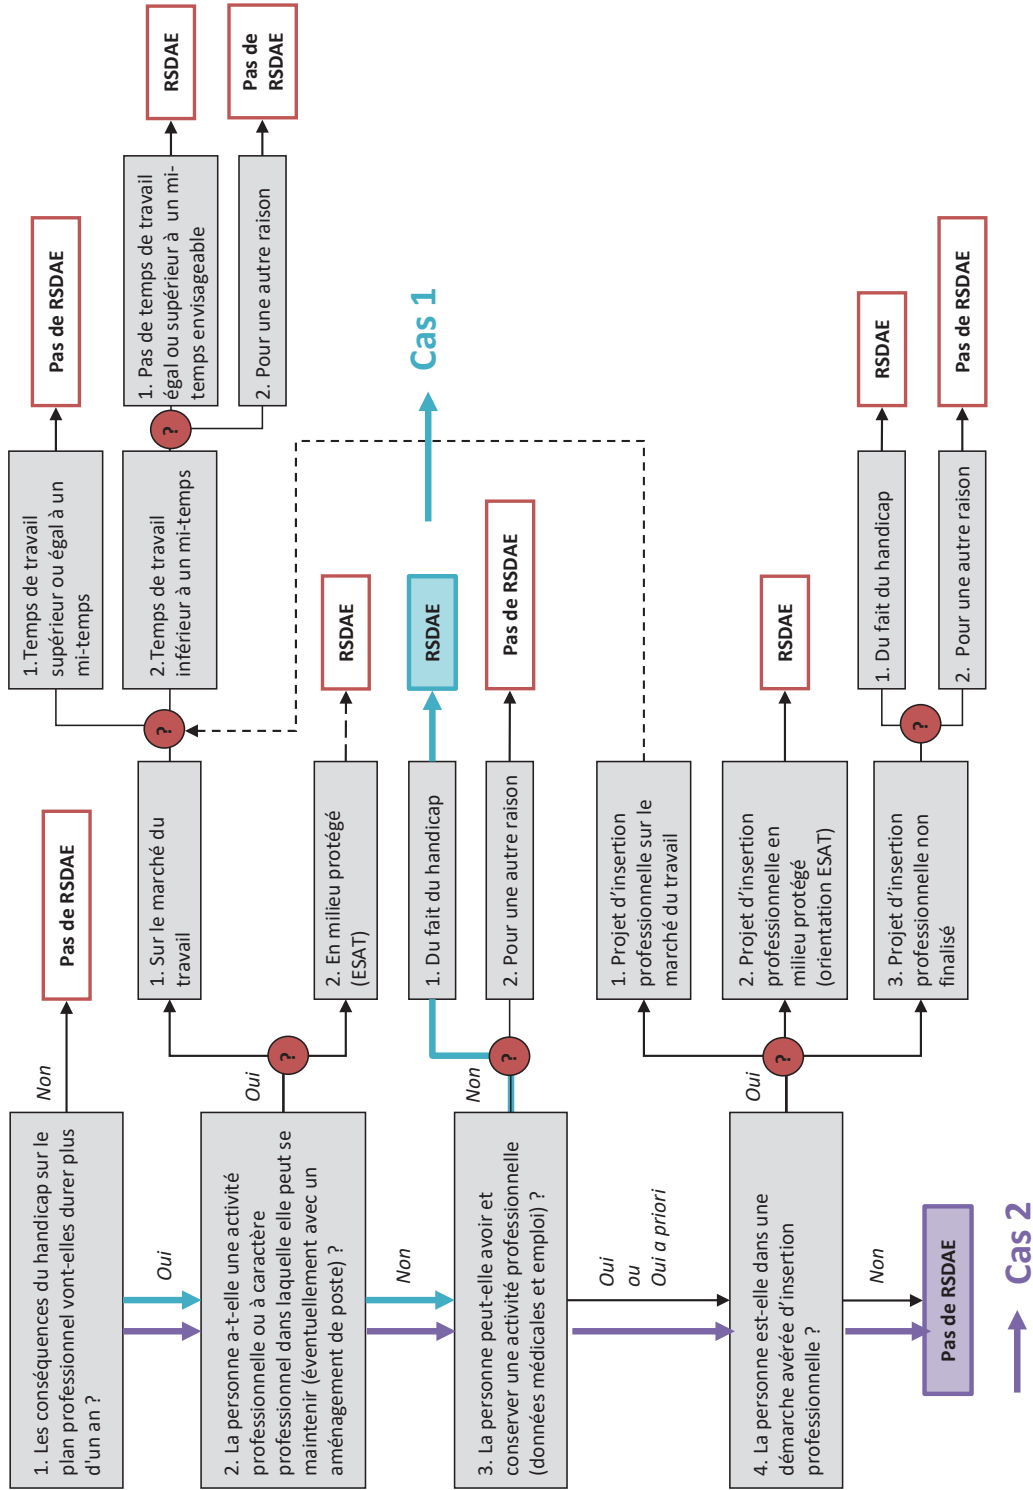 1. Les conséquences du handicap sur le
plan professionnel vont-elles durer plus
d'un an ?
Non
Pas de RSDAE
Oui
2. La personne a-t-elle une activité
professionnelle ou à caractère
professionnel dans laquelle elle peut se
maintenir (éventuellement avec un
aménagement de poste) ?
Oui
?
1. Sur le marché du
travail
?
1.Temps de travail
supérieur ou égal à un
mi-temps
Pas de RSDAE
2.Temps de travail
inférieur à un mi-temps
?
1. Pas de temps de travail
égal ou supérieur à un mi-
temps envisageable
RSDAE
2. Pour une autre raison
Pas de
RSDAE
2. En milieu protégé
(ESAT)
RSDAE
Non
3. La personne peut-elle avoir et
conserver une activité professionnelle
(données médicales et emploi) ?
Non
?
1. Du fait du handicap
RSDAE
Cas 1
2. Pour une autre raison
Pas de RSDAE
Oui
ou
Oui a priori
4. La personne est-elle dans une
démarche avérée d'insertion
professionnelle ?
Oui
?
1. Projet d'insertion
professionnelle sur le
marché du travail
2. Projet d'insertion
professionnelle en
milieu protégé
(orientation ESAT)
RSDAE
3. Projet d'insertion
professionnelle non
finalisé
?
1. Du fait du handicap
RSDAE
2. Pour une autre raison
Pas de RSDAE
Non
Pas de RSDAE
Cas 2